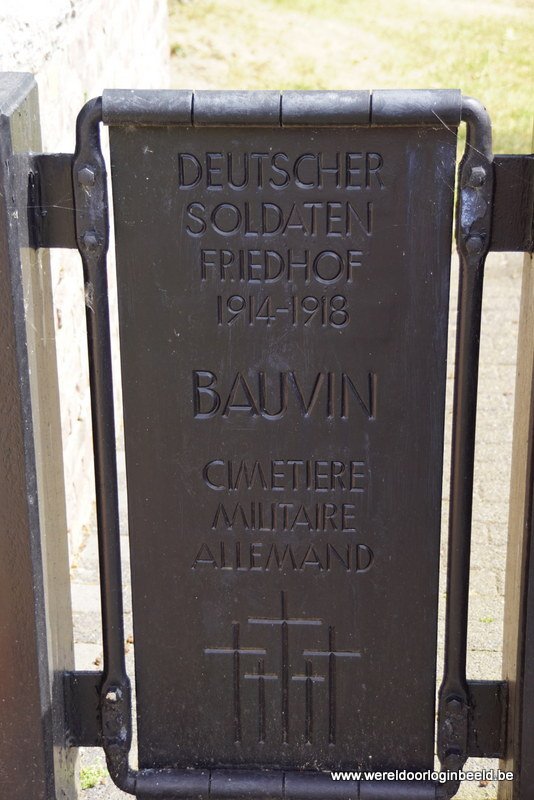 DEUTSCHER
SOLDATEN
FRIEDHOF
1914-1918
BAUVIN
CIMETIERE
MILITAIRE
ALLEMAND
www.wereldoorloginbeeld.be